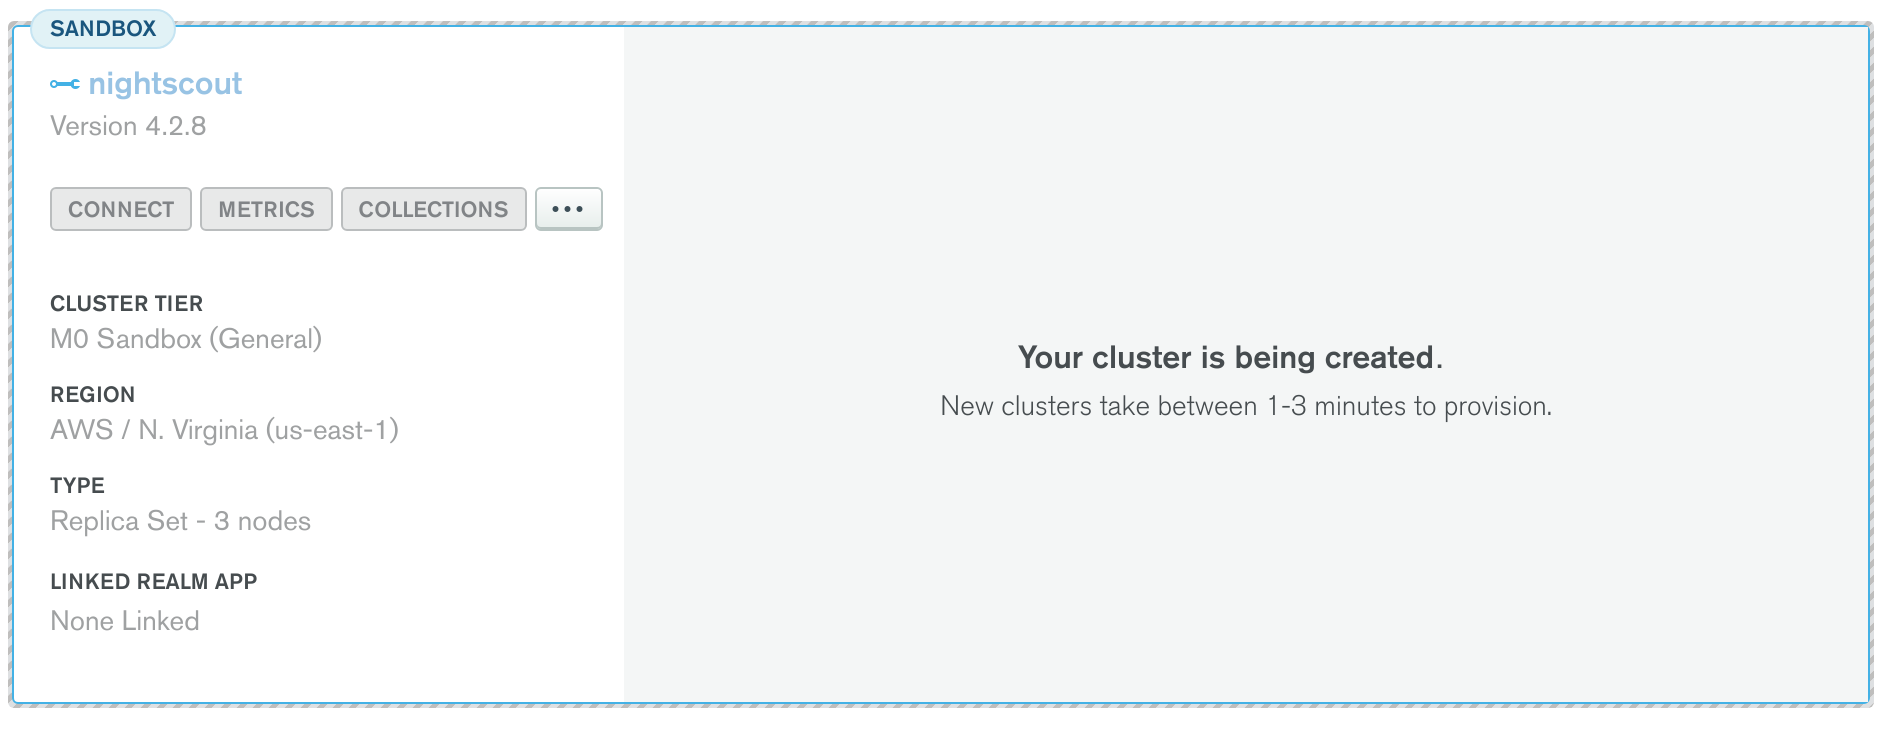 SANDBOX
nightscout
Version 4.2.8
CONNECT METRICS COLLECTIONS ...
CLUSTER TIER
M0 Sandbox (General)
REGION
AWS / N. Virginia (us-east-1)
TYPE
Replica Set - 3 nodes
LINKED REALM APP
None Linked
Your cluster is being created.
New clusters take between 1-3 minutes to provision.